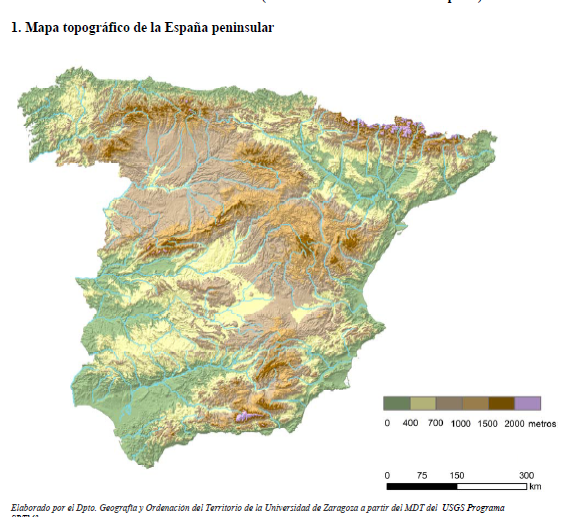 1. Mapa topográfico de la España peninsular
0 400 700 1000 1500 2000 metros
0 75 150 300
km
Elaborado por el Dpto. Geografía y Ordenación del Territorio de la Universidad de Zaragoza a partir del MDT del USGS Programa